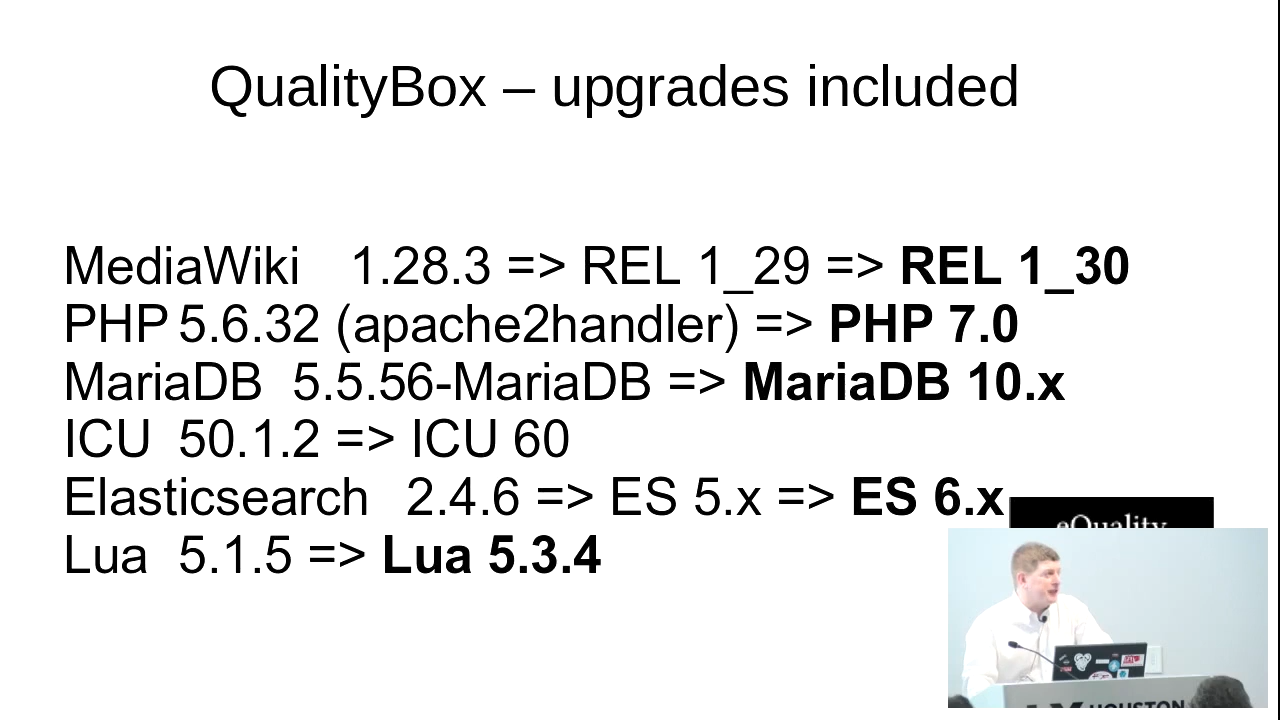 QualityBox – upgrades included
MediaWiki 1.28.3 => REL 1_29 => REL 1_30
PHP 5.6.32 (apache2handler) => PHP 7.0
MariaDB 5.5.56-MariaDB => MariaDB 10.x
ICU 50.1.2 => ICU 60
Elasticsearch 2.4.6 => ES 5.x => ES 6.x
Lua 5.1.5 => Lua 5.3.4
eQuality
HOUSTON